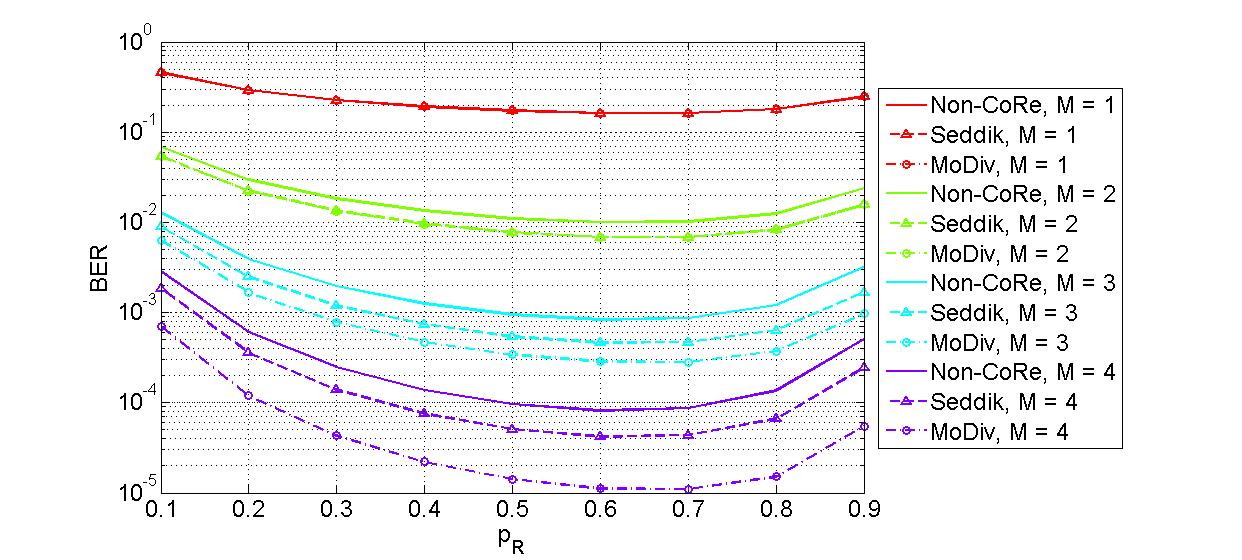 10^0
10^-1
10^-2
10^-3
10^-4
10^-5
BER
0.1 0.2 0.3 0.4 0.5 0.6 0.7 0.8 0.9
p_R
Non-CoRe, M = 1
Seddik, M = 1
MoDiv, M = 1
Non-CoRe, M = 2
Seddik, M = 2
MoDiv, M = 2
Non-CoRe, M = 3
Seddik, M = 3
MoDiv, M = 3
Non-CoRe, M = 4
Seddik, M = 4
MoDiv, M = 4